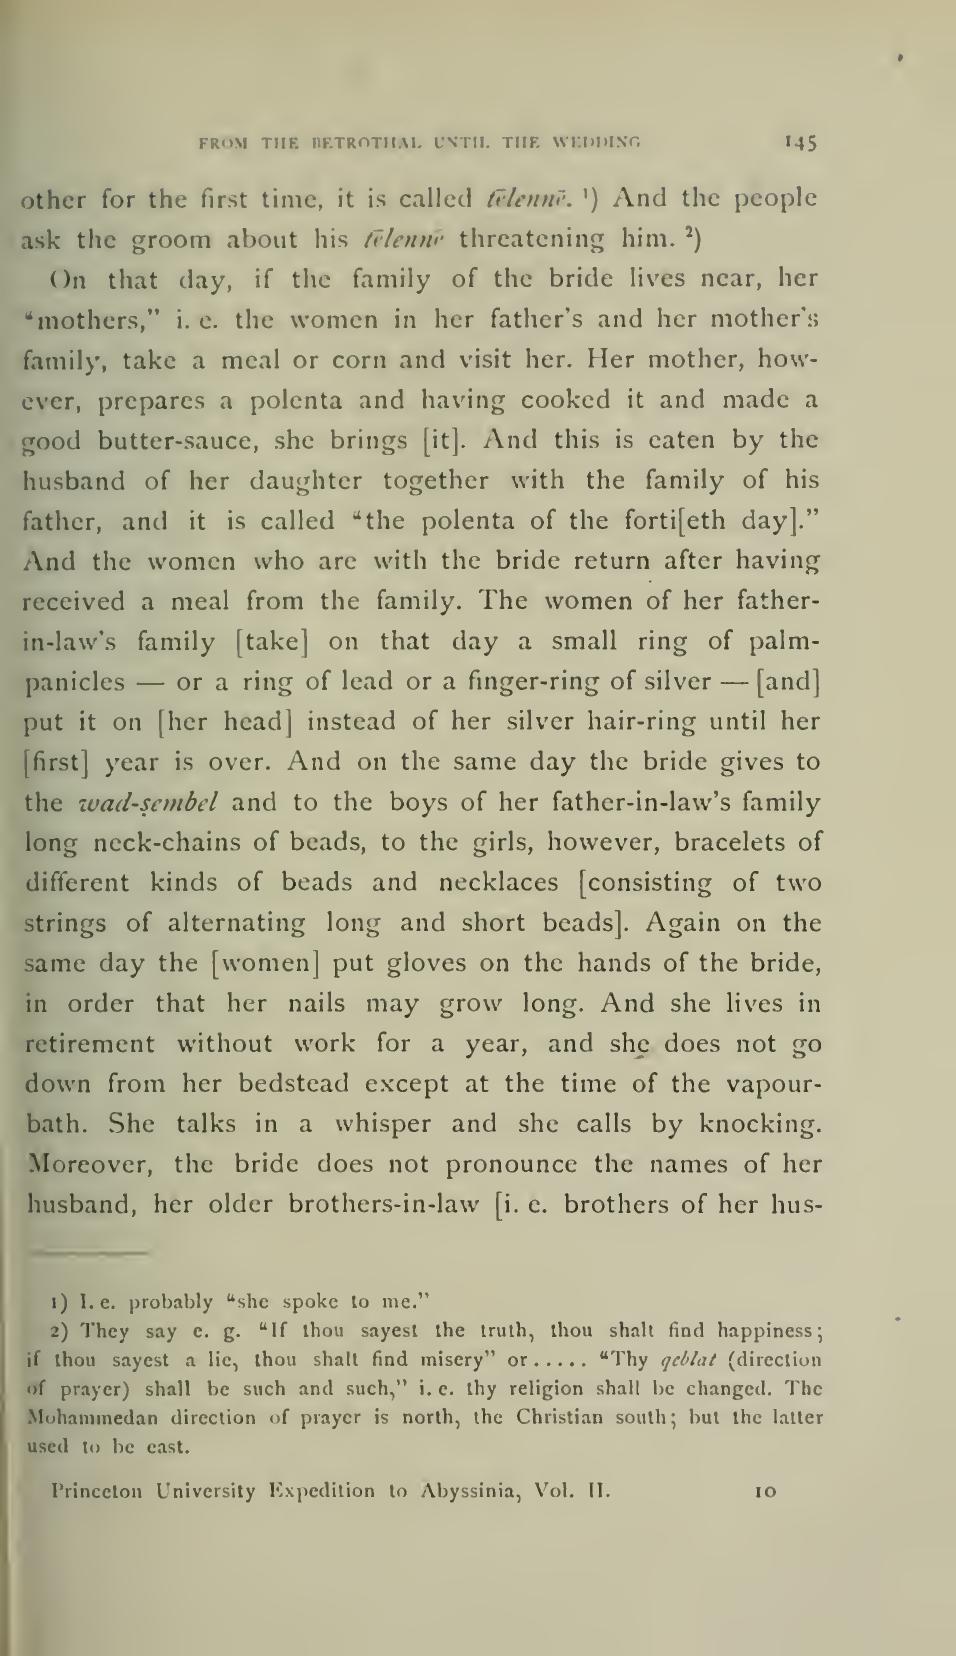 FROM THE BETROTHAL UNTIL THE WEDDING 145
other for the first time, it is called tēlennē. ¹) And the people
ask the groom about his tēlennē threatening him. ²)
On that day, if the family of the bride lives near, her
“mothers,” i. e. the women in her father's and her mother's
family, take a meal or corn and visit her. Her mother, how-
ever, prepares a polenta and having cooked it and made a
good butter-sauce, she brings [it]. And this is eaten by the
husband of her daughter together with the family of his
father, and it is called “the polenta of the forti[eth day].”
And the women who are with the bride return after having
received a meal from the family. The women of her father-
in-law's family [take] on that day a small ring of palm-
panicles — or a ring of lead or a finger-ring of silver — [and]
put it on [her head] instead of her silver hair-ring until her
[first] year is over. And on the same day the bride gives to
the wad-ṣembel and to the boys of her father-in-law's family
long neck-chains of beads, to the girls, however, bracelets of
different kinds of beads and necklaces [consisting of two
strings of alternating long and short beads]. Again on the
same day the [women] put gloves on the hands of the bride,
in order that her nails may grow long. And she lives in
retirement without work for a year, and she does not go
down from her bedstead except at the time of the vapour-
bath. She talks in a whisper and she calls by knocking.
Moreover, the bride does not pronounce the names of her
husband, her older brothers-in-law [i. e. brothers of her hus-
1) I. e. probably “she spoke to me.”
2) They say e. g. “If thou sayest the truth, thou shalt find happiness;
if thou sayest a lie, thou shalt find misery” or ..... “Thy qeblat (direction
of prayer) shall be such and such,” i. e. thy religion shall be changed. The
Mohammedan direction of prayer is north, the Christian south; but the latter
used to be east.
Princeton University Expedition to Abyssinia, Vol. II. 10